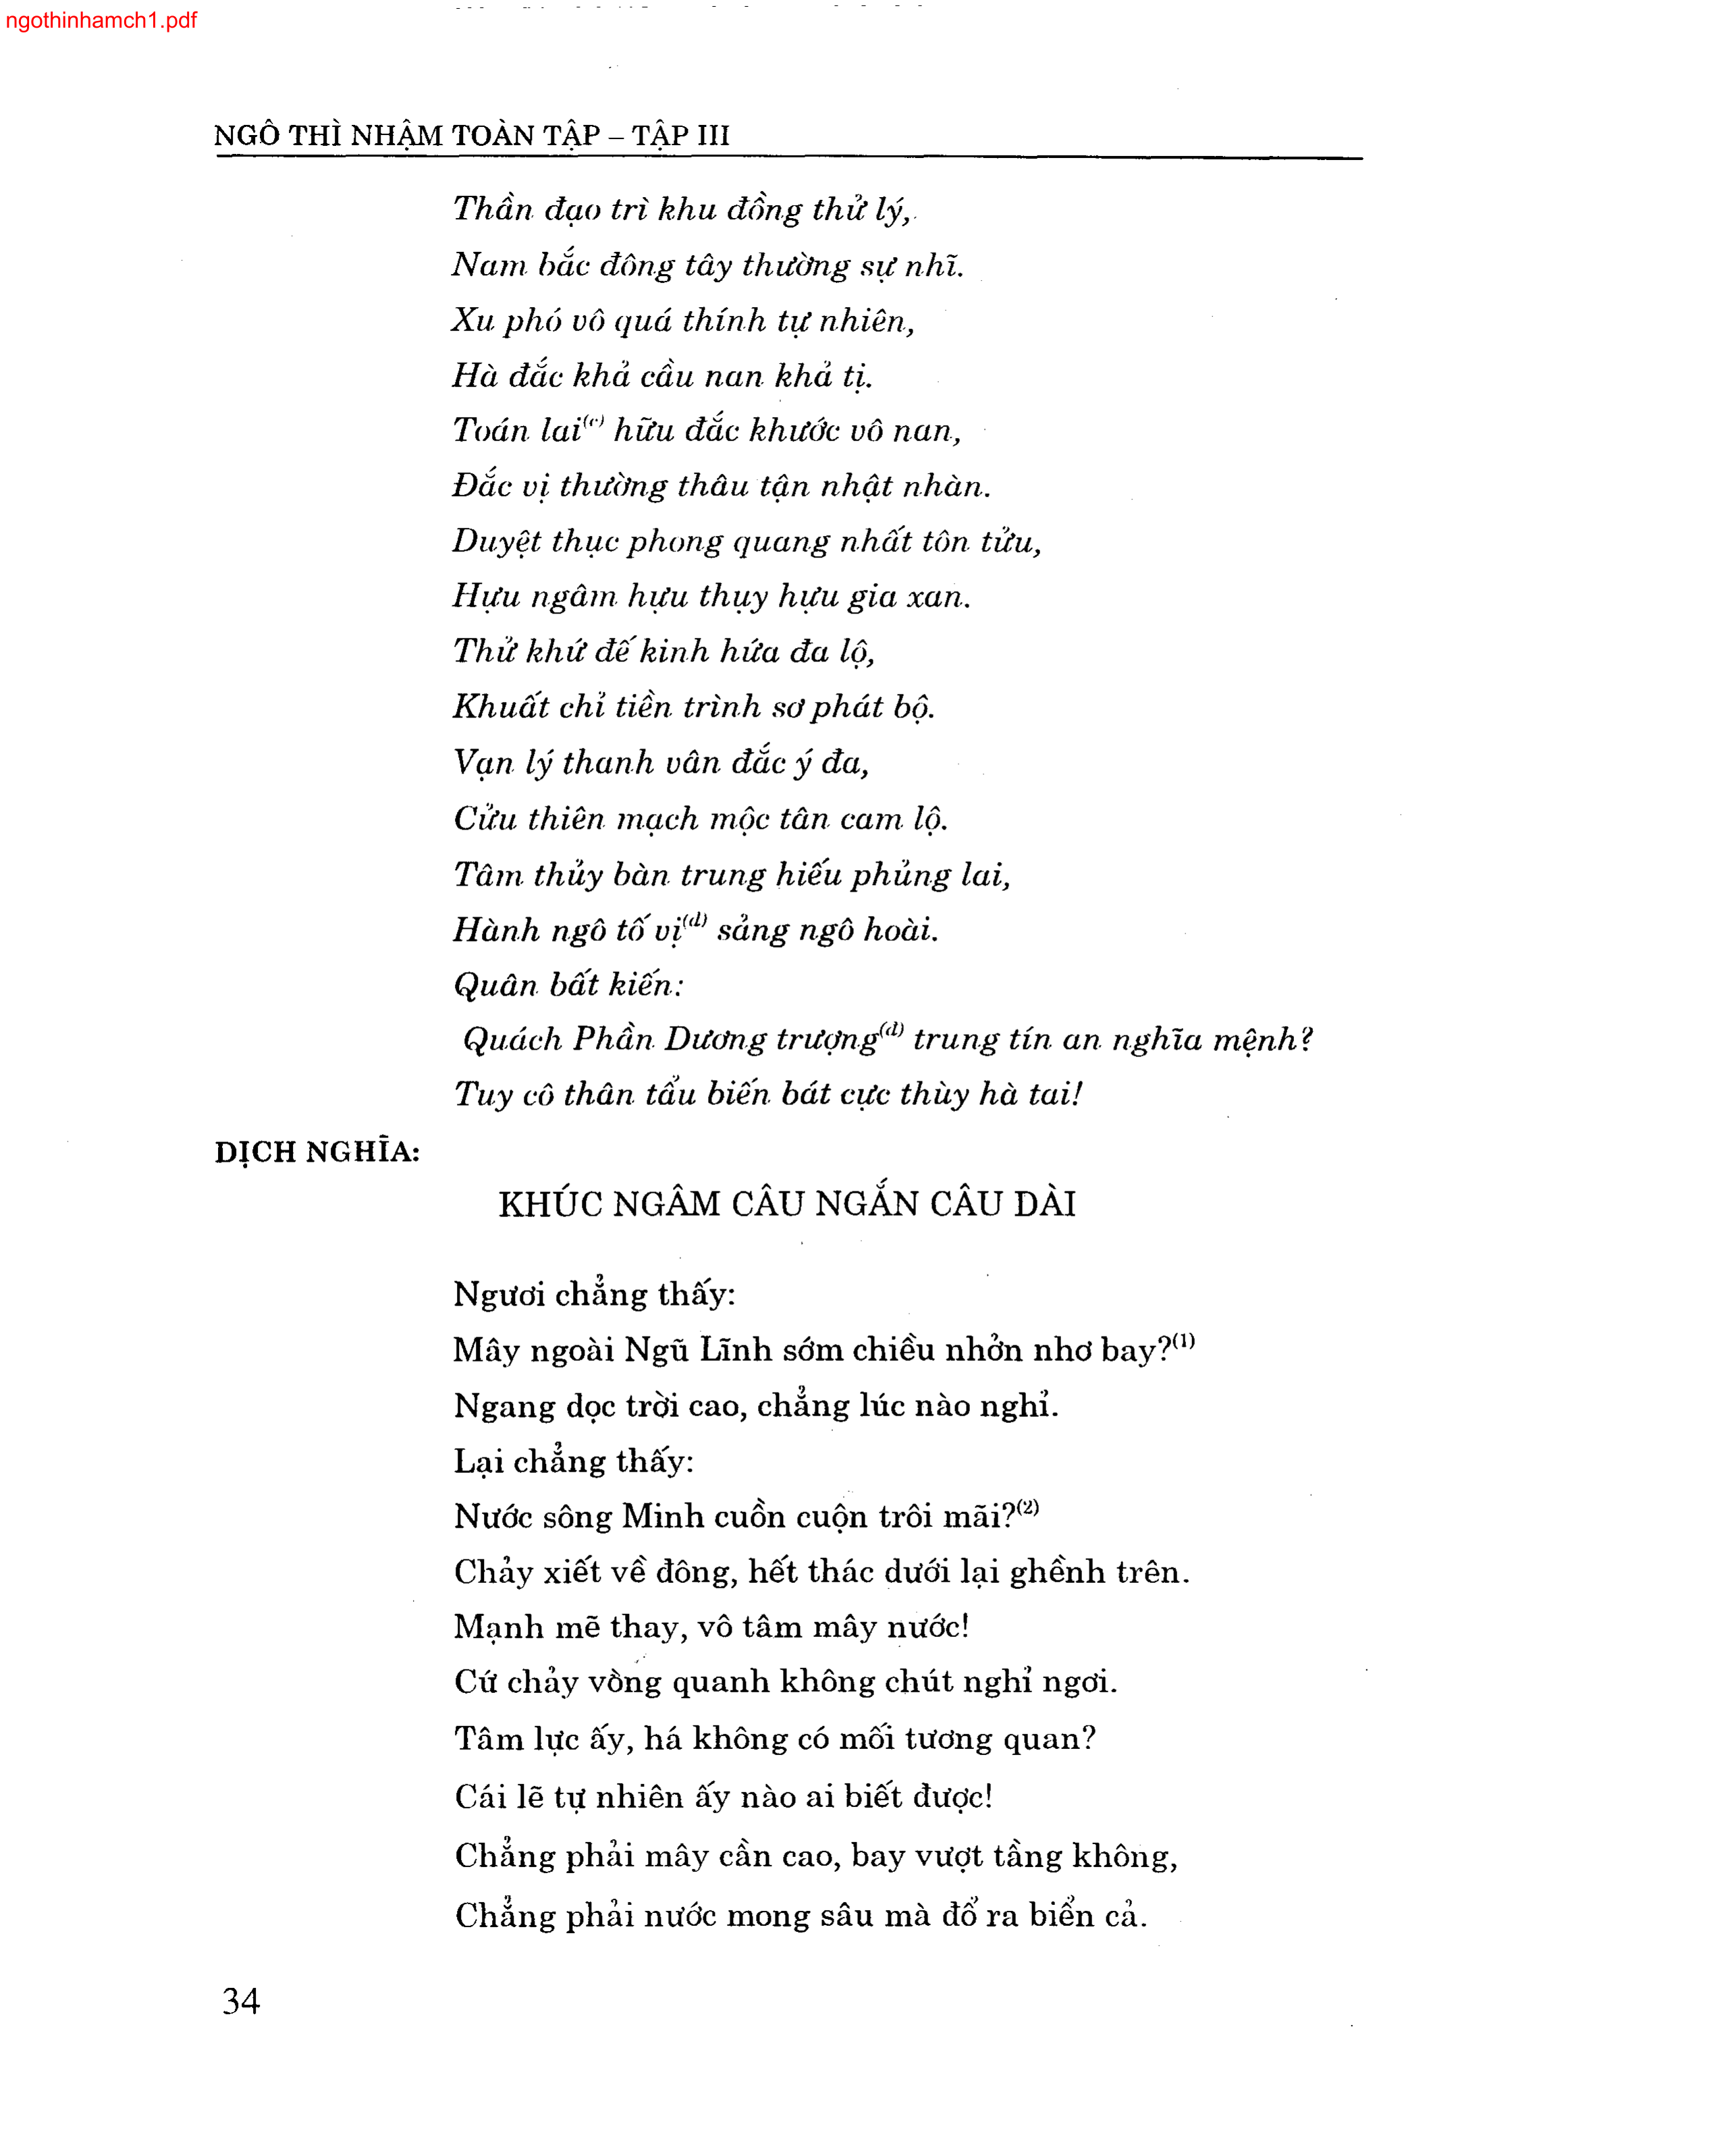 ngothinhamch1.pdf
NGÔ THÌ NHẬM TOÀN TẬP – TẬP III
Thần đạo trì khu đồng thử lý,
Nam bắc đông tây thường sự nhĩ.
Xu phó vô quá thính tự nhiên,
Hà đắc khả cầu nan khả tị.
Toán lai(c) hữu đắc khước vô nan,
Đắc vị thường thâu tận nhật nhàn.
Duyệt thục phong quang nhất tôn tửu,
Hựu ngâm hựu thụy hựu gia xan.
Thử khứ đế kinh hứa đa lộ,
Khuất chỉ tiền trình sơ phát bộ.
Vạn lý thanh vân đắc ý đa,
Cửu thiên mạch mộc tân cam lộ.
Tâm thủy bàn trung hiếu phủng lai,
Hành ngô tố vị(d) sảng ngô hoài.
Quân bất kiến:
Quách Phần Dương trượng(d) trung tín an nghĩa mệnh?
Tuy cô thân tẩu biến bát cực thùy hà tai!
DỊCH NGHĨA:
KHÚC NGÂM CÂU NGẮN CÂU DÀI
Ngươi chẳng thấy:
Mây ngoài Ngũ Lĩnh sớm chiều nhởn nhơ bay?(1)
Ngang dọc trời cao, chẳng lúc nào nghỉ.
Lại chẳng thấy:
Nước sông Minh cuồn cuộn trôi mãi?(2)
Chảy xiết về đông, hết thác dưới lại ghềnh trên.
Mạnh mẽ thay, vô tâm mây nước!
Cứ chảy vòng quanh không chút nghỉ ngơi.
Tâm lực ấy, há không có mối tương quan?
Cái lẽ tự nhiên ấy nào ai biết được!
Chẳng phải mây cần cao, bay vượt tầng không,
Chẳng phải nước mong sâu mà đổ ra biển cả.
34